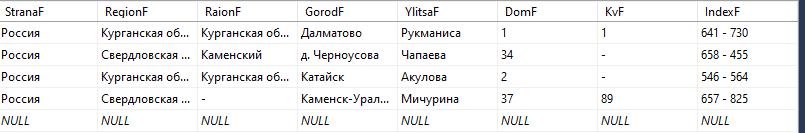 StranaF RegionF RaionF GorodF YlitsaF DomF KvF IndexF
Россия Курганская об... Курганская об... Далматово Рукманиса 1 1 641 - 730
Россия Свердловская ... Каменский д. Черноусова Чапаева 34 - 658 - 455
Россия Курганская об... Курганская об... Катайск Акулова 2 - 546 - 564
Россия Свердловская ... - Каменск-Урал... Мичурина 37 89 657 - 825
NULL NULL NULL NULL NULL NULL NULL NULL